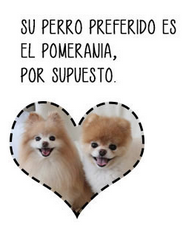 SU PERRO PREFERIDO ES
EL POMERANIA,
POR SUPUESTO.